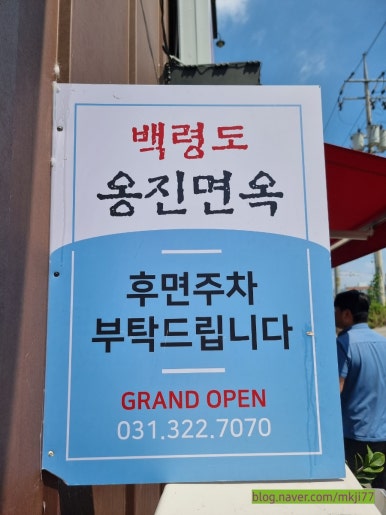 백령도
옹진면옥
후면주차
부탁드립니다
GRAND OPEN
031.322.7070
blog.naver.com/mkji77